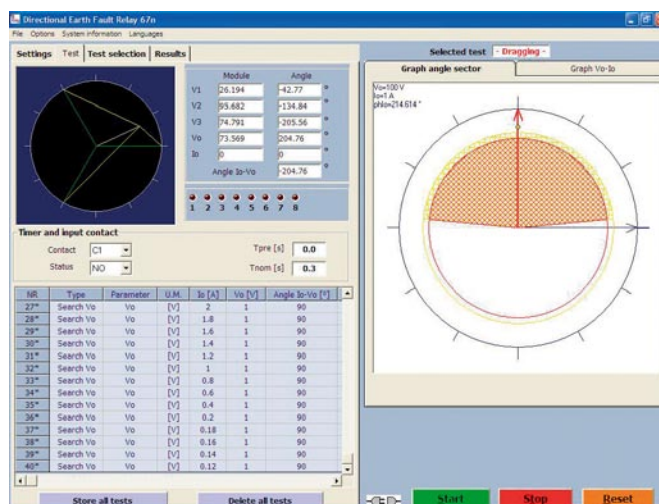 Directional Earth Fault Relay 67n
File Options System information Languages
Settings Test Test selection Results
Selected test - Dragging -
Graph angle sector Graph Vo-Io
Module Angle
V1 26.194 -42.77 °
V2 95.682 -134.84 °
V3 74.791 -205.56 °
Vo 73.569 204.76 °
Io 0 0 °
Angle Io-Vo -204.76 °
1 2 3 4 5 6 7 8
Vo=100 V
Io=1 A
phIo=214.614 °
Timer and input contact
Contact C1 Tpre [s] 0.0
Status NO Tnom [s] 0.3
NR Type Parameter U.M. Io [A] Vo [V] Angle Io-Vo [°]
27° Search Vo Vo [V] 2 1 90
28° Search Vo Vo [V] 1.8 1 90
29° Search Vo Vo [V] 1.6 1 90
30° Search Vo Vo [V] 1.4 1 90
31° Search Vo Vo [V] 1.2 1 90
32° Search Vo Vo [V] 1 1 90
33° Search Vo Vo [V] 0.8 1 90
34° Search Vo Vo [V] 0.6 1 90
35° Search Vo Vo [V] 0.4 1 90
36° Search Vo Vo [V] 0.2 1 90
37° Search Vo Vo [V] 0.18 1 90
38° Search Vo Vo [V] 0.16 1 90
39° Search Vo Vo [V] 0.14 1 90
40° Search Vo Vo [V] 0.12 1 90
Store all tests Delete all tests
Start Stop Reset